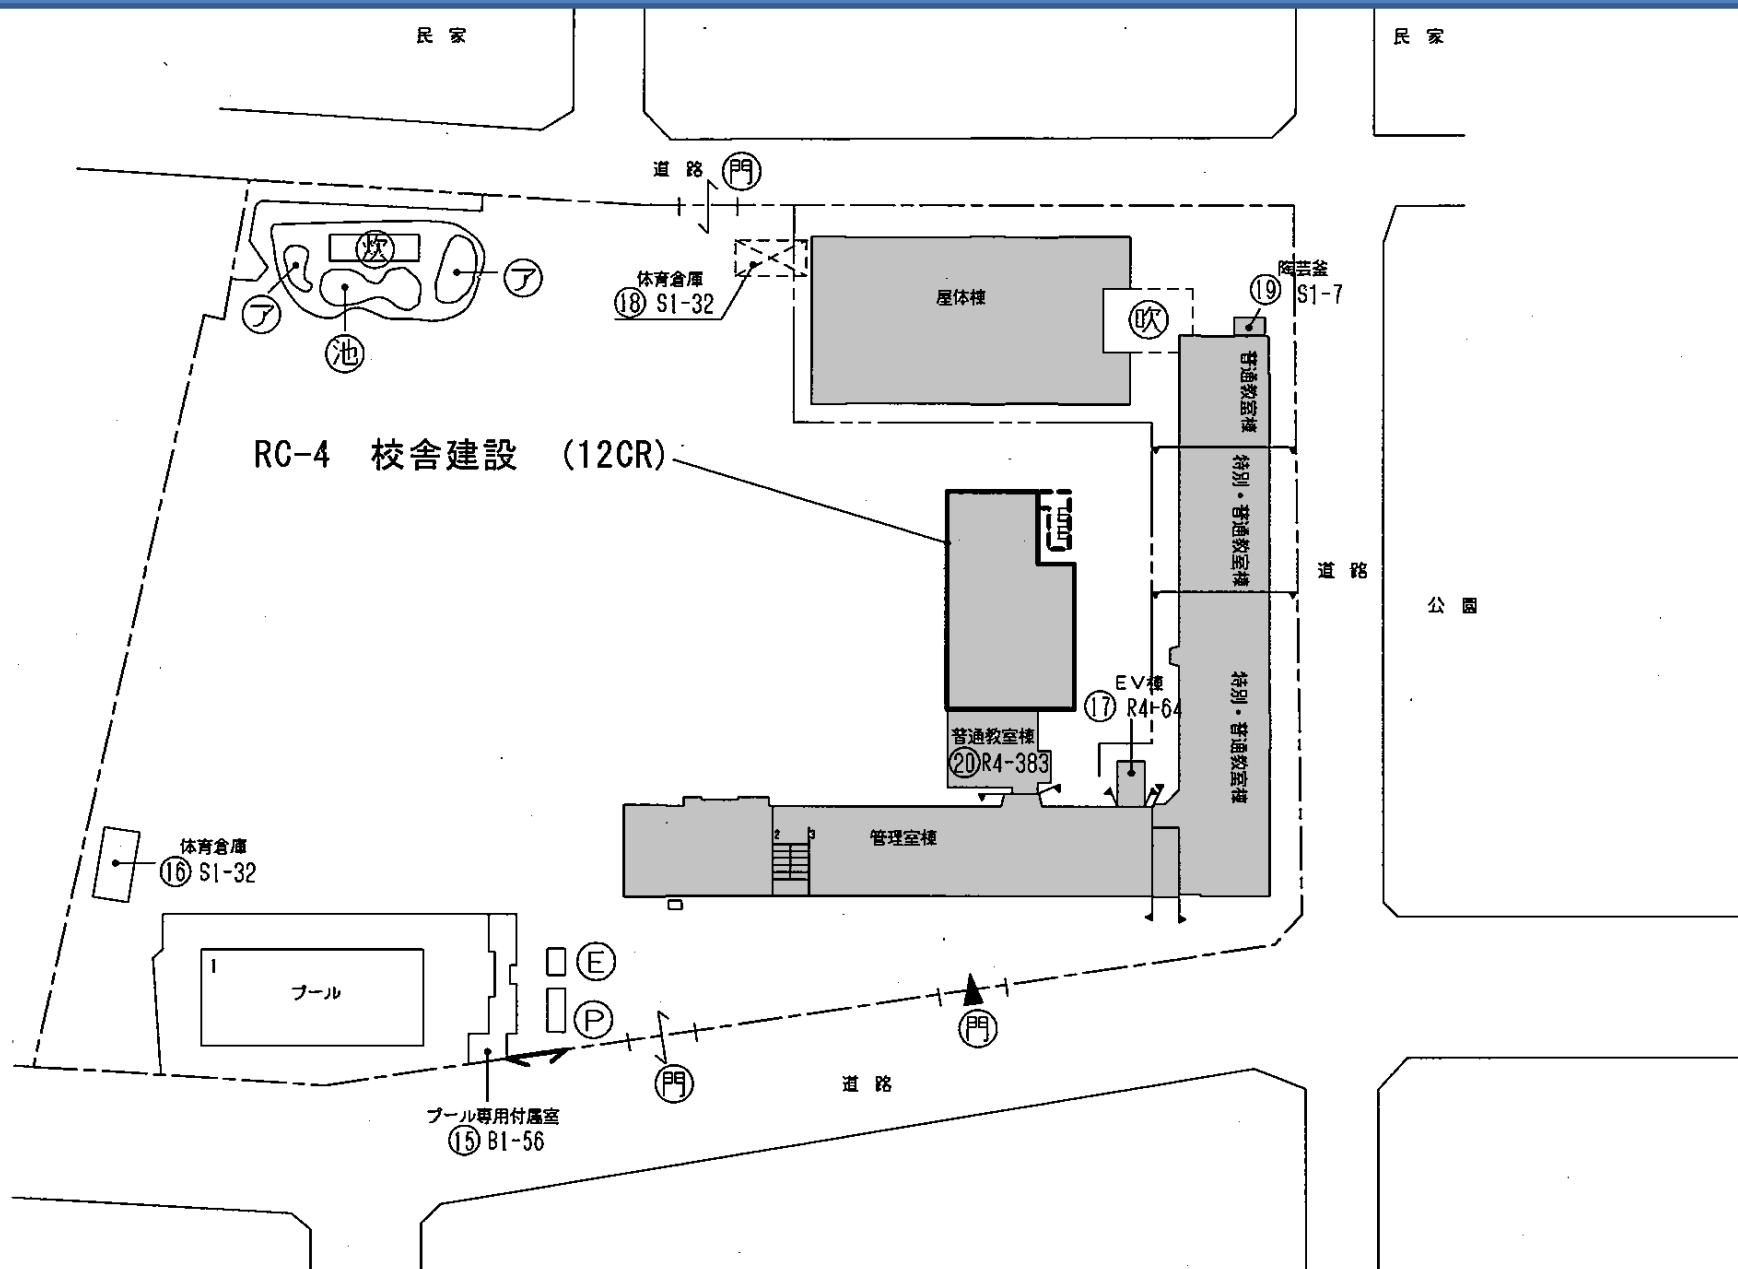 民 家
民 家
道 路
門
炊
ア
ア
池
体育倉庫
⑱ S1-32
屋体棟
吹
陶芸釜
⑲ S1-7
普通教室棟
RC-4 校舎建設 (12CR)
特別・普通教室棟
道 路
公 園
EV棟
⑰ R4-64
特別・普通教室棟
普通教室棟
⑳R4-383
管理室棟
2 3
体育倉庫
⑯ S1-32
1
プール
E
P
門
門
道 路
プール専用付属室
⑮ B1-56